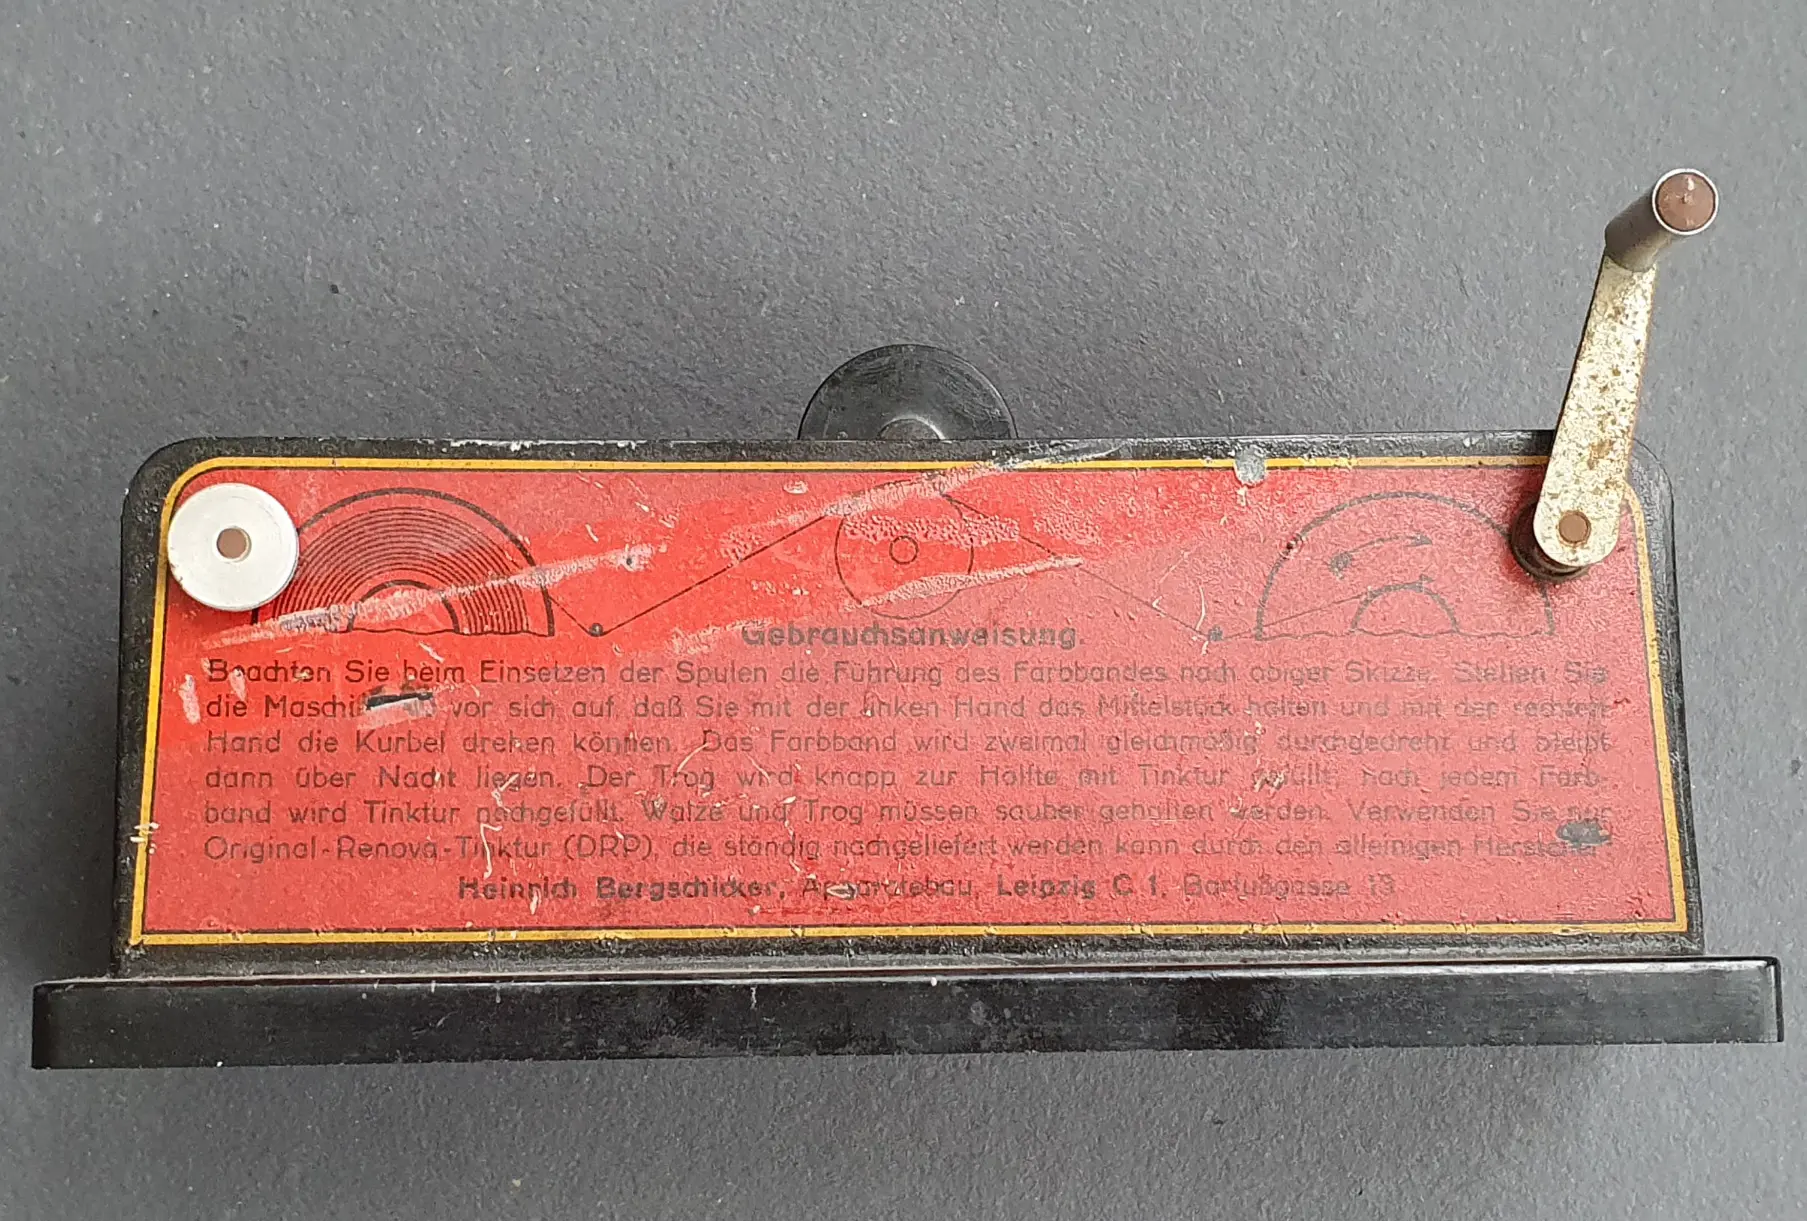 Gebrauchsanweisung.
Beachten Sie beim Einsetzen der Spulen die Führung des Farbbandes nach obiger Skizze. Stellen Sie
die Maschine vor sich auf, daß Sie mit der linken Hand das Mittelstück halten und mit der rechten
Hand die Kurbel drehen können. Das Farbband wird zweimal gleichmäßig durchgedreht und bleibt
dann über Nacht liegen. Der Trog wird knapp zur Hälfte mit Tinktur gefüllt; nach jedem Farb-
band wird Tinktur nachgefüllt. Walze und Trog müssen sauber gehalten werden. Verwenden Sie nur
Original-Renova-Tinktur (DRP), die ständig nachgeliefert werden kann durch den alleinigen Hersteller
Heinrich Bergschicker, Apparatebau, Leipzig C 1, Barfußgasse 13